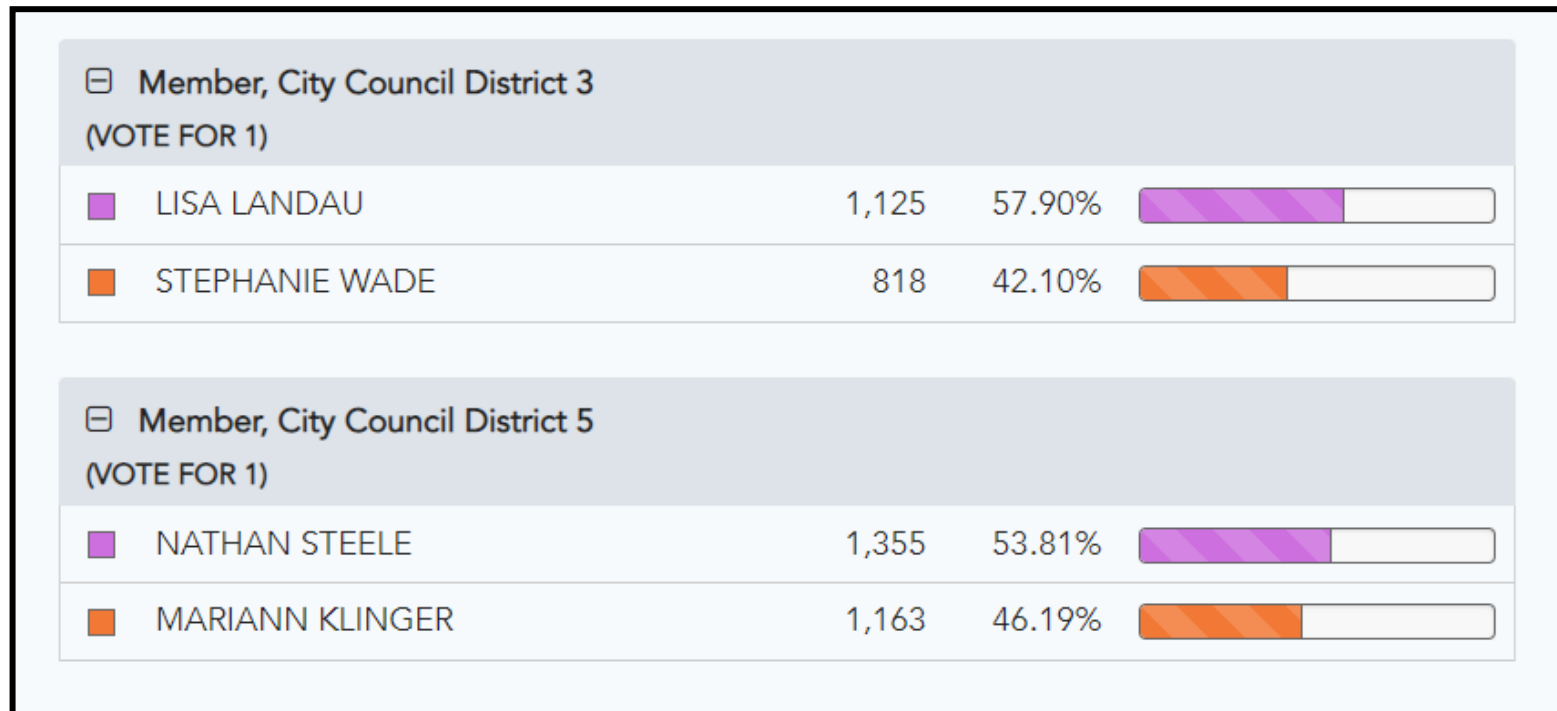 Member, City Council District 3
(VOTE FOR 1)
LISA LANDAU 1,125 57.90%
STEPHANIE WADE 818 42.10%
Member, City Council District 5
(VOTE FOR 1)
NATHAN STEELE 1,355 53.81%
MARIANN KLINGER 1,163 46.19%